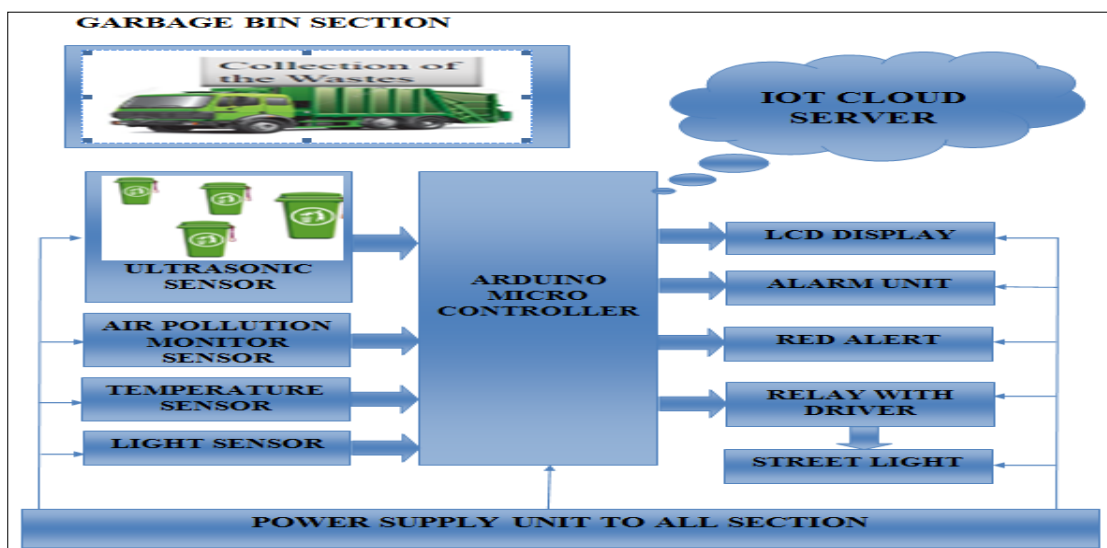 GARBAGE BIN SECTION
Collection of
the Wastes
IOT CLOUD
SERVER
ULTRASONIC
SENSOR
AIR POLLUTION
MONITOR
SENSOR
TEMPERATURE
SENSOR
LIGHT SENSOR
ARDUINO
MICRO
CONTROLLER
LCD DISPLAY
ALARM UNIT
RED ALERT
RELAY WITH
DRIVER
STREET LIGHT
POWER SUPPLY UNIT TO ALL SECTION